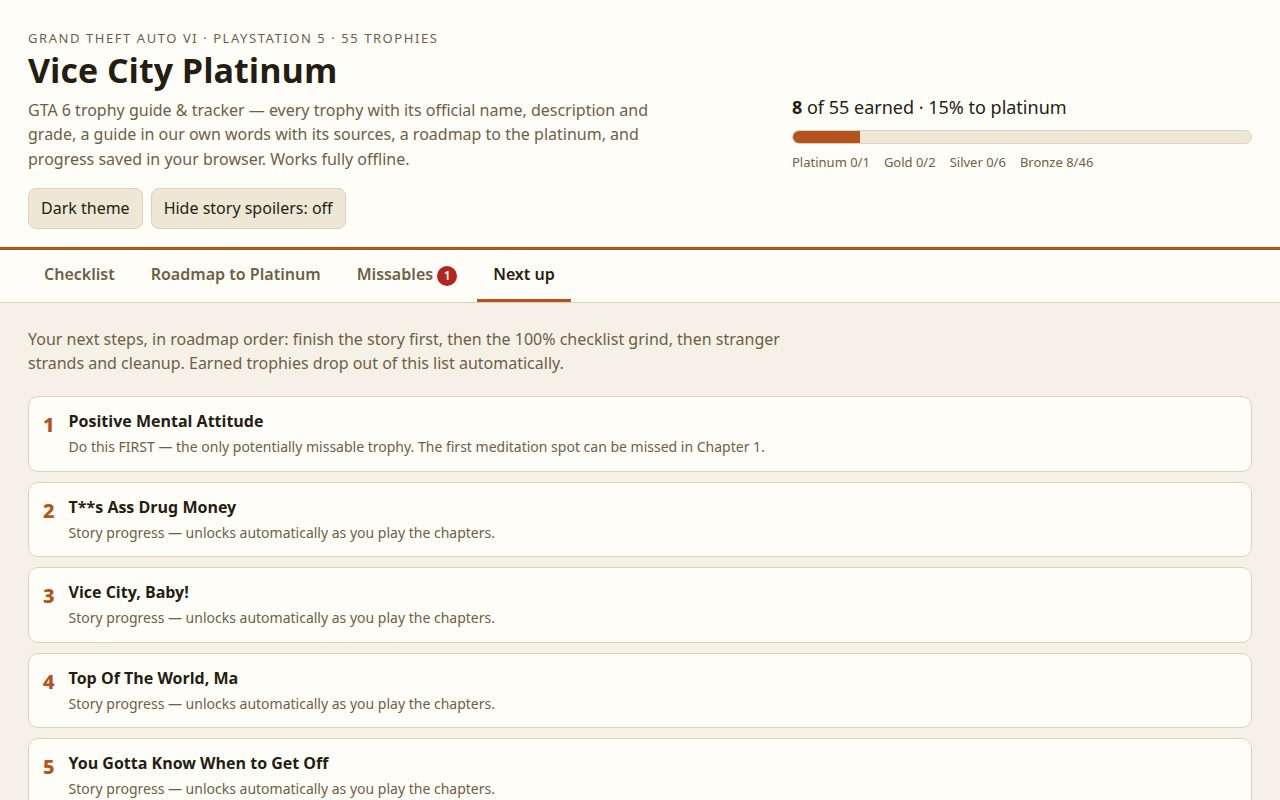 GRAND THEFT AUTO VI · PLAYSTATION 5 · 55 TROPHIES
Vice City Platinum
GTA 6 trophy guide & tracker — every trophy with its official name, description and
grade, a guide in our own words with its sources, a roadmap to the platinum, and
progress saved in your browser. Works fully offline.
8 of 55 earned · 15% to platinum
Platinum 0/1 Gold 0/2 Silver 0/6 Bronze 8/46
Dark theme Hide story spoilers: off
Checklist Roadmap to Platinum Missables 1 Next up
Your next steps, in roadmap order: finish the story first, then the 100% checklist grind, then stranger
strands and cleanup. Earned trophies drop out of this list automatically.
1 Positive Mental Attitude
Do this FIRST — the only potentially missable trophy. The first meditation spot can be missed in Chapter 1.
2 T**s Ass Drug Money
Story progress — unlocks automatically as you play the chapters.
3 Vice City, Baby!
Story progress — unlocks automatically as you play the chapters.
4 Top Of The World, Ma
Story progress — unlocks automatically as you play the chapters.
5 You Gotta Know When to Get Off
Story progress — unlocks automatically as you play the chapters.